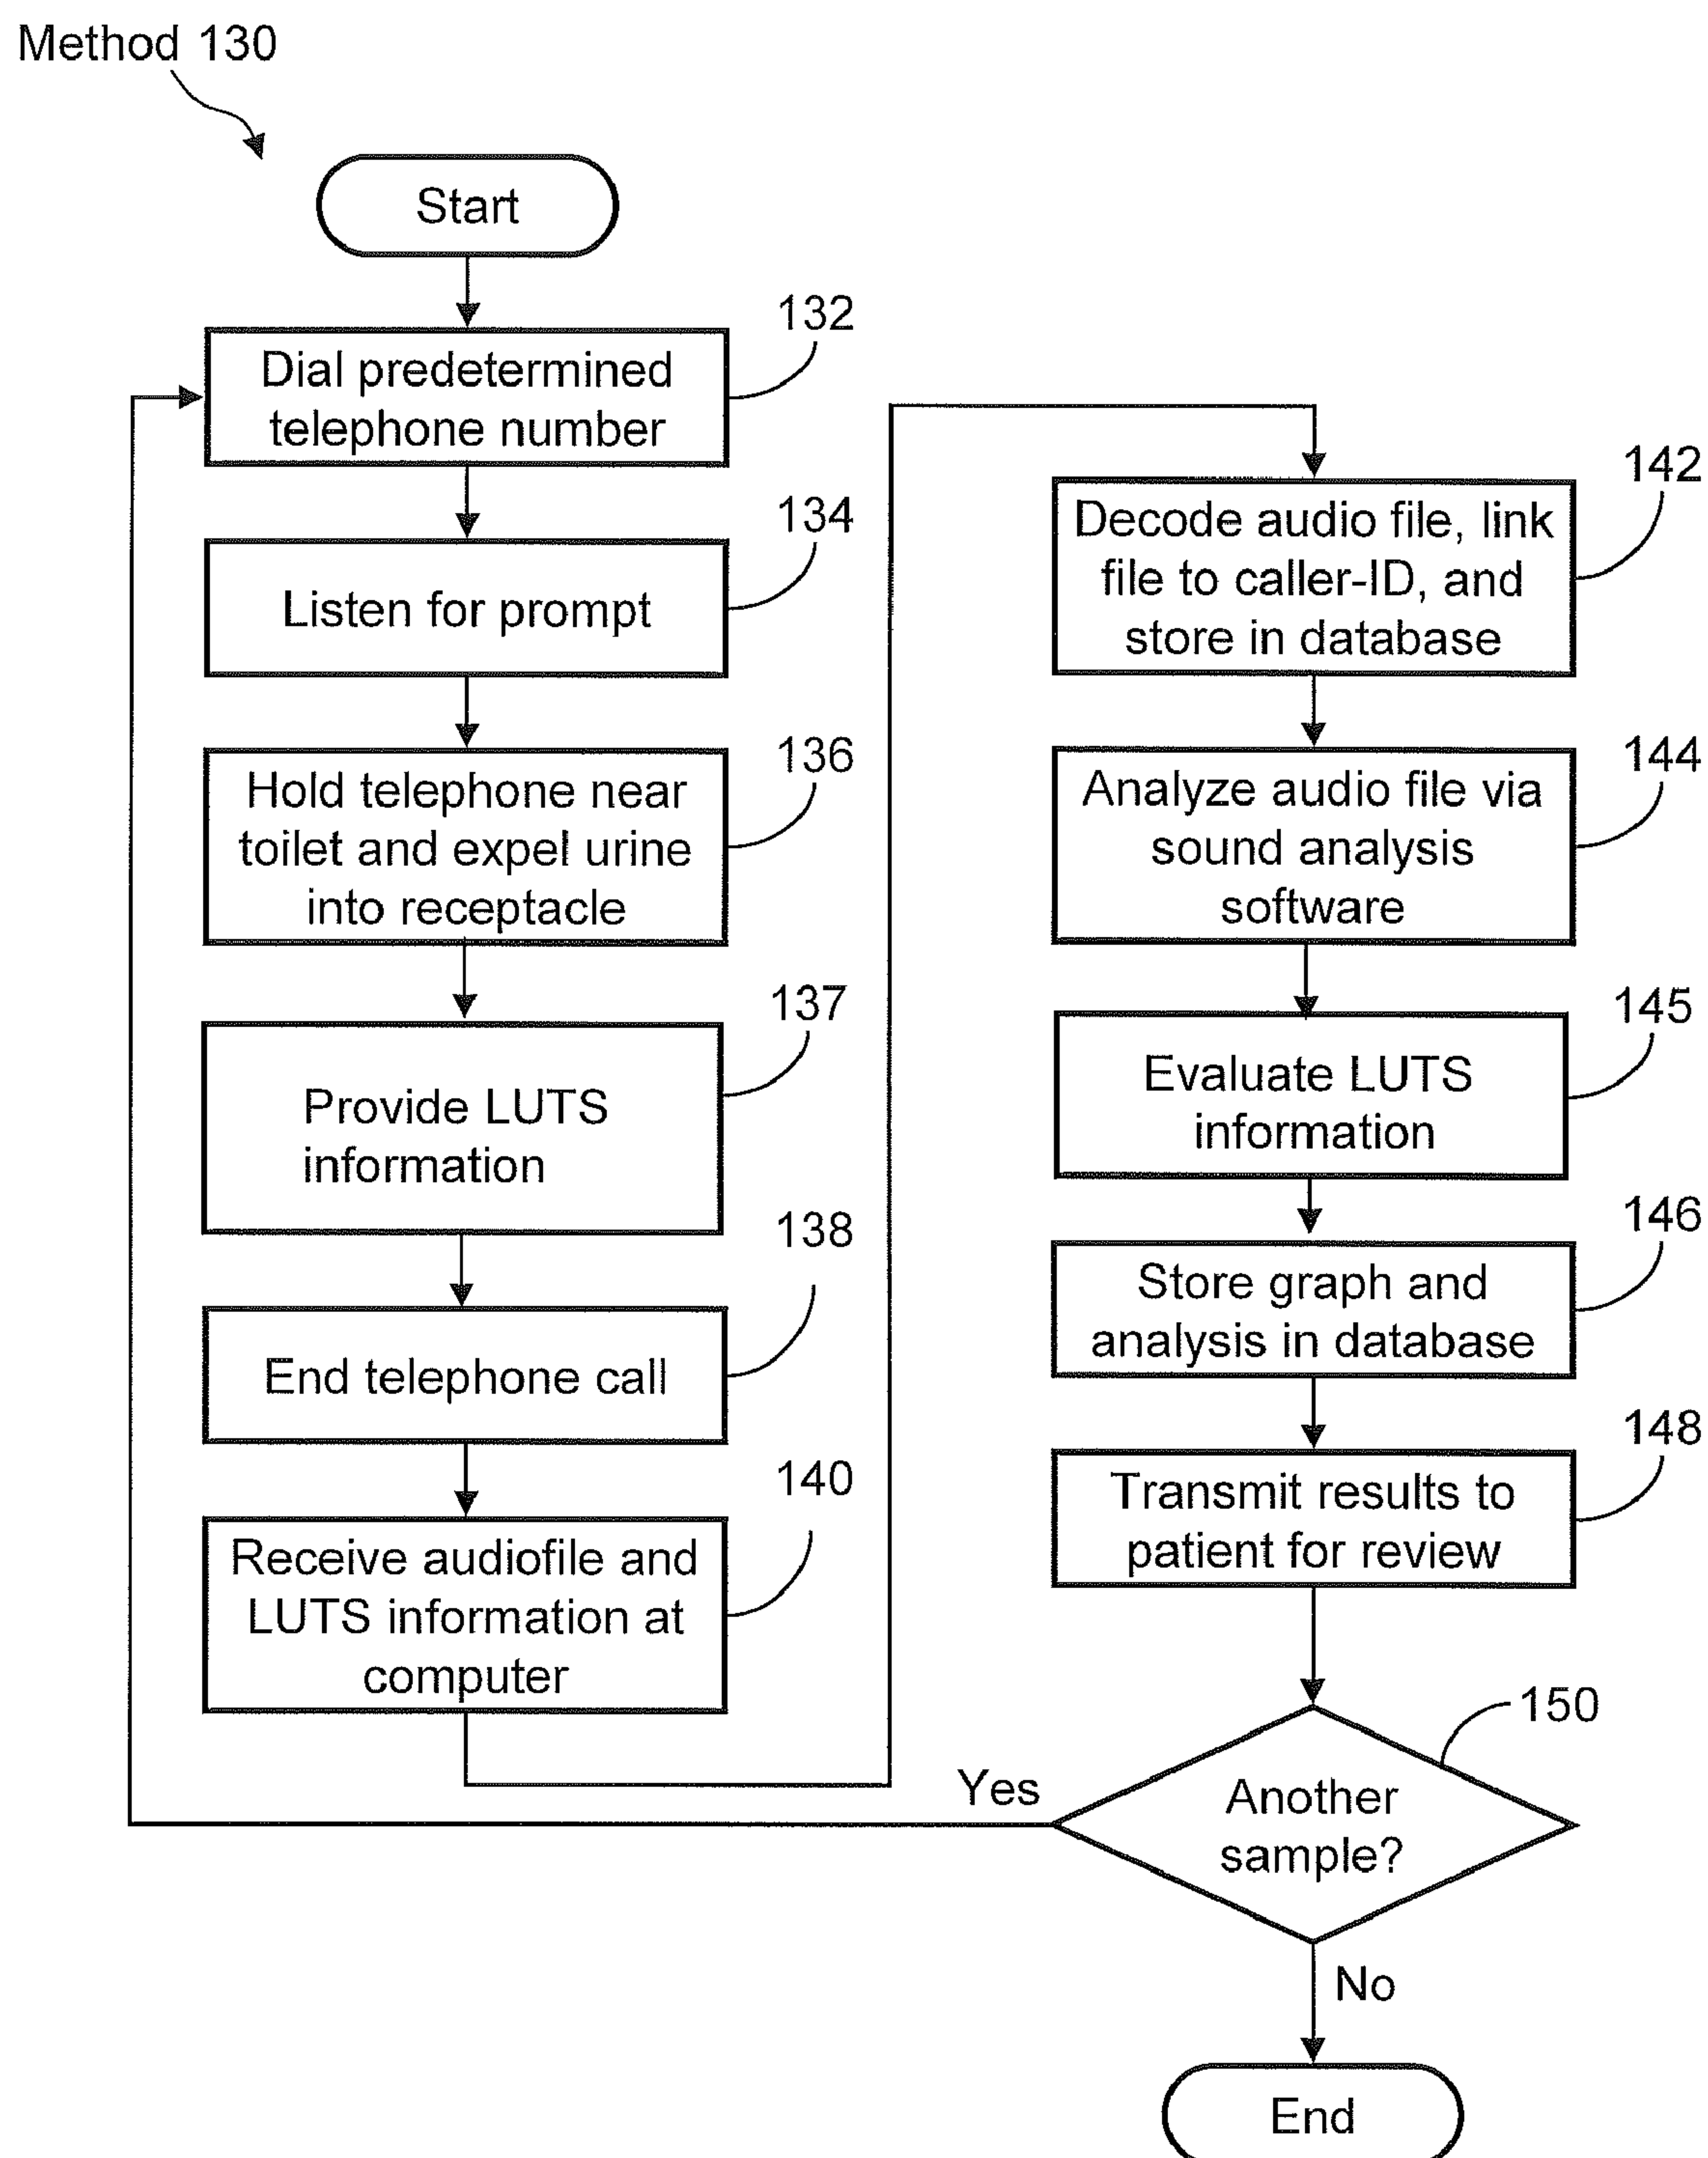 Method 130
Start
132
Dial predetermined
telephone number
134
Listen for prompt
136
Hold telephone near
toilet and expel urine
into receptacle
137
Provide LUTS
information
138
End telephone call
140
Receive audiofile and
LUTS information at
computer
142
Decode audio file, link
file to caller-ID, and
store in database
144
Analyze audio file via
sound analysis
software
145
Evaluate LUTS
information
146
Store graph and
analysis in database
148
Transmit results to
patient for review
150
Another
sample?
Yes
No
End